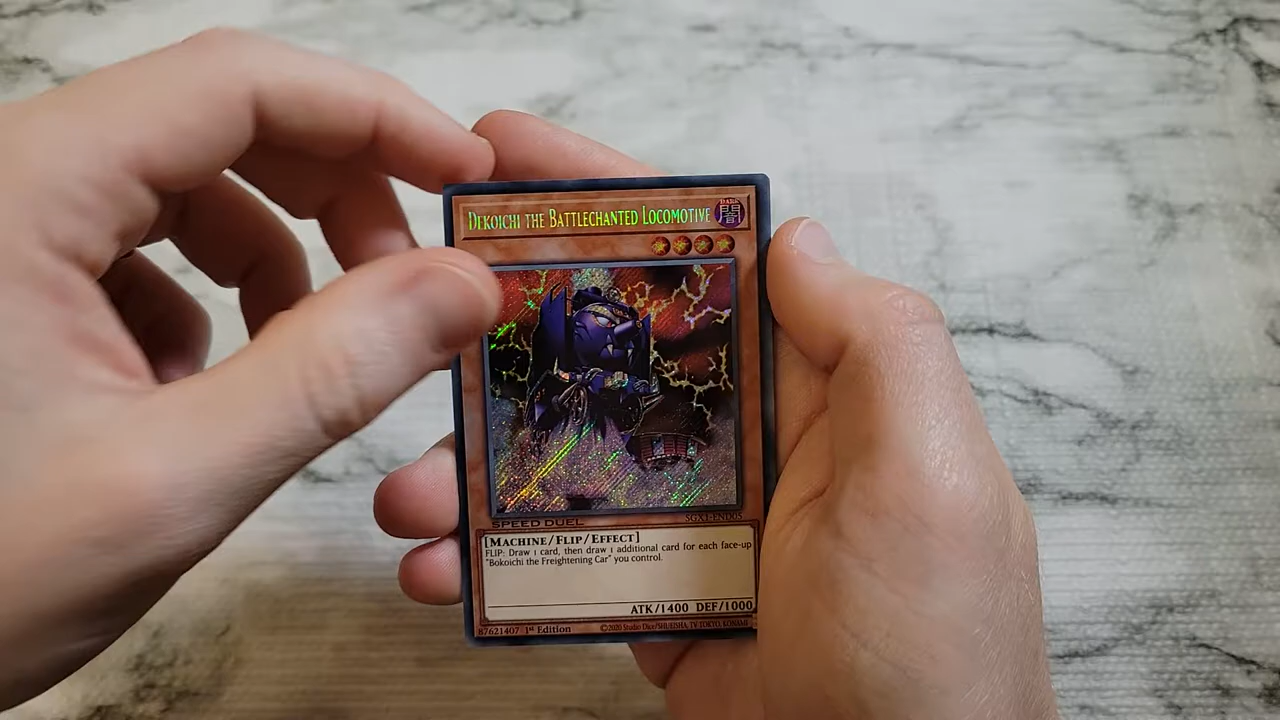 DEKOICHI THE BATTLECHANTED LOCOMOTIVE
DARK
闇
SPEED DUEL
SGX1-END05
[MACHINE/FLIP/EFFECT]
FLIP: Draw 1 card, then draw 1 additional card for each face-up
"Bokoichi the Freightening Car" you control.
ATK/1400 DEF/1000
87621407 1st Edition
©2020 Studio Dice/SHUEISHA, TV TOKYO, KONAMI